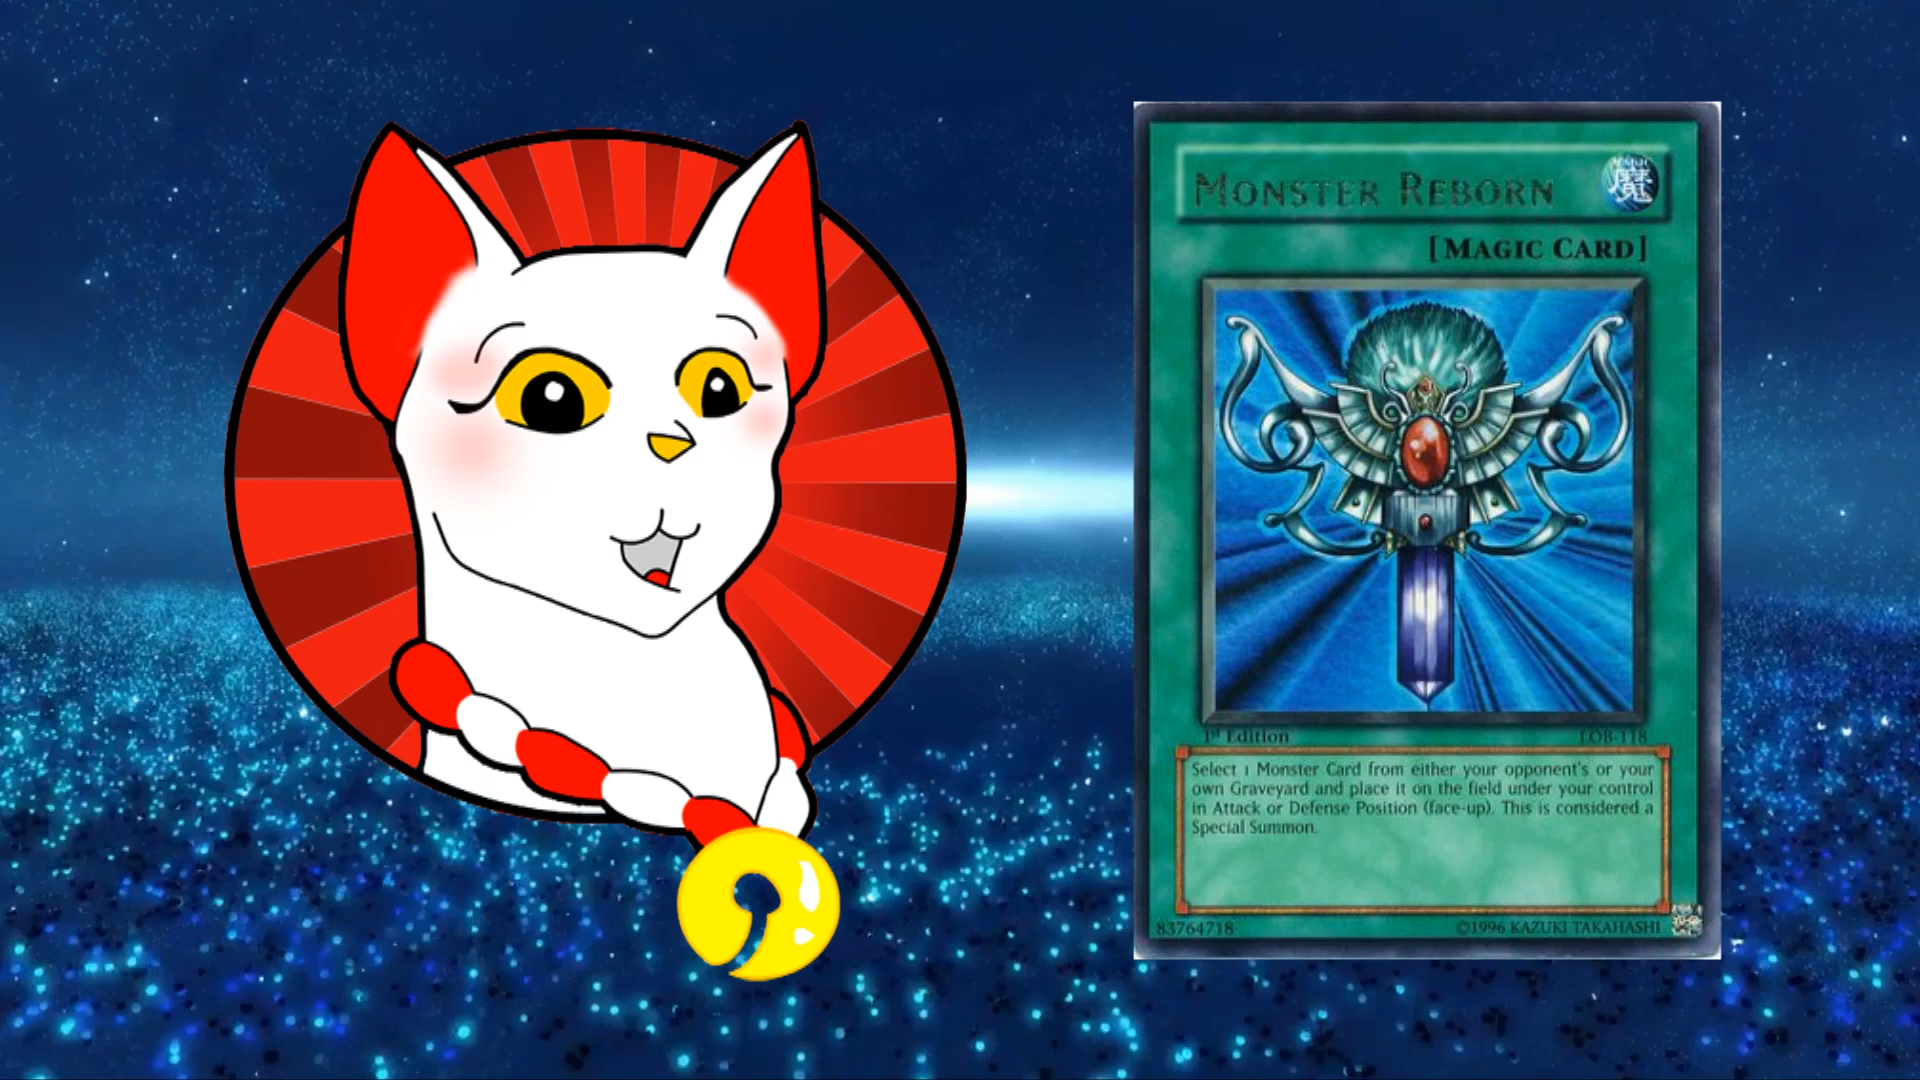 MONSTER REBORN
魔
[MAGIC CARD]
1st Edition
LOB-118
Select 1 Monster Card from either your opponent's or your
own Graveyard and place it on the field under your control
in Attack or Defense Position (face-up). This is considered a
Special Summon.
83764718
©1996 KAZUKI TAKAHASHI